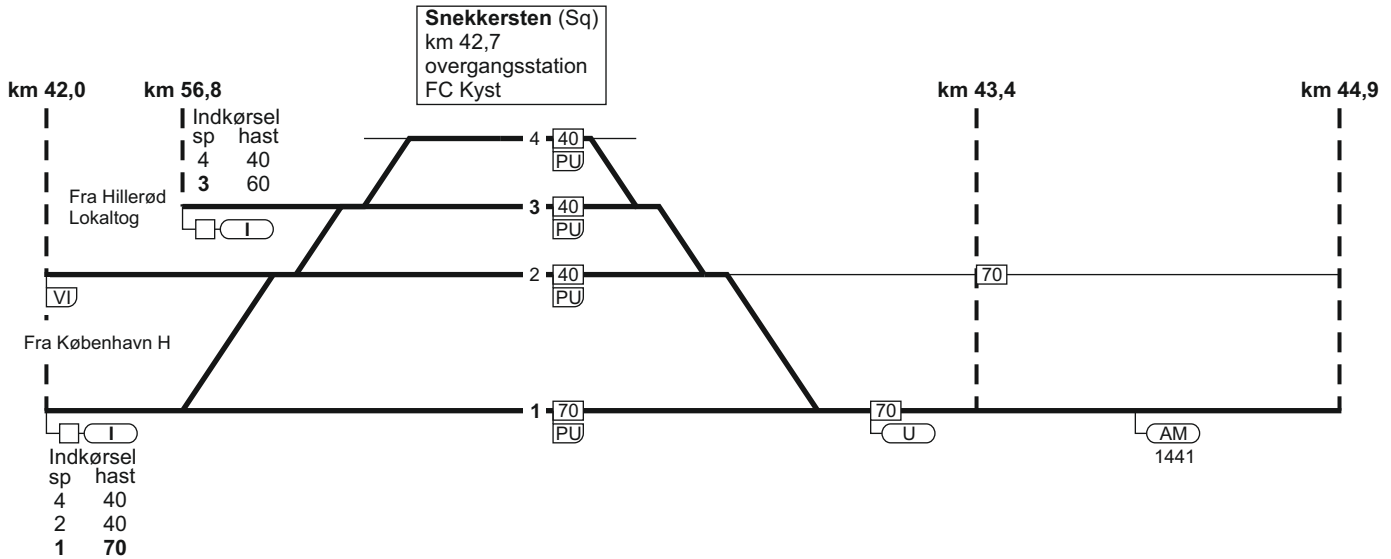 Snekkersten (Sq)
km 42,7
overgangsstation
FC Kyst
km 42,0
km 56,8
km 43,4
km 44,9
Indkørsel
sp hast
4 40
3 60
Fra Hillerød
Lokaltog
I
4 40
PU
3 40
PU
2 40
PU
70
VI
Fra København H
1 70
PU
70
U
AM
1441
I
Indkørsel
sp hast
4 40
2 40
1 70